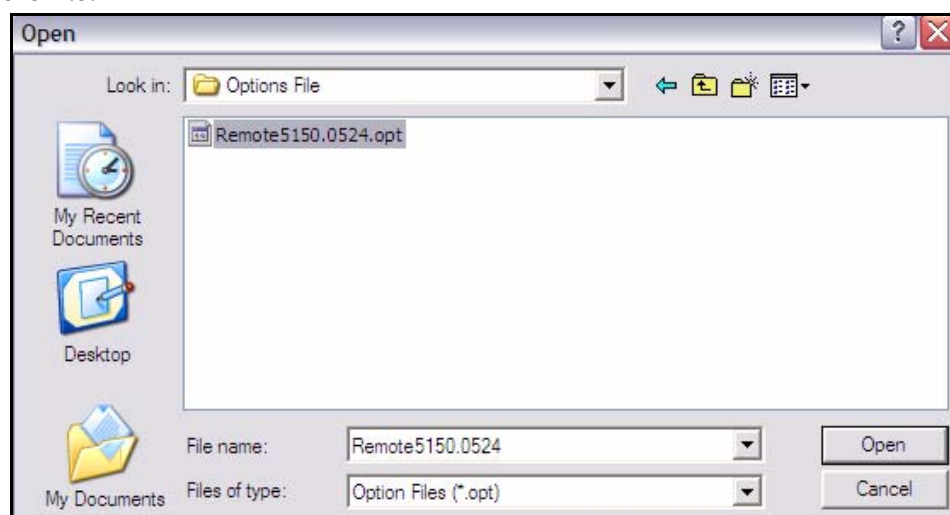 Open
Look in: Options File
Remote5150.0524.opt
My Recent
Documents
Desktop
My Documents
File name: Remote5150.0524 Open
Files of type: Option Files (*.opt) Cancel